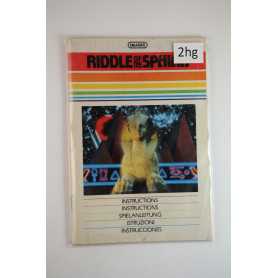 IMAGIC
RIDDLE OF THE SPHINX
2hg
INSTRUCTIONS
INSTRUCTIONS
SPIELANLEITUNG
ISTRUZIONI
INSTRUCCIONES